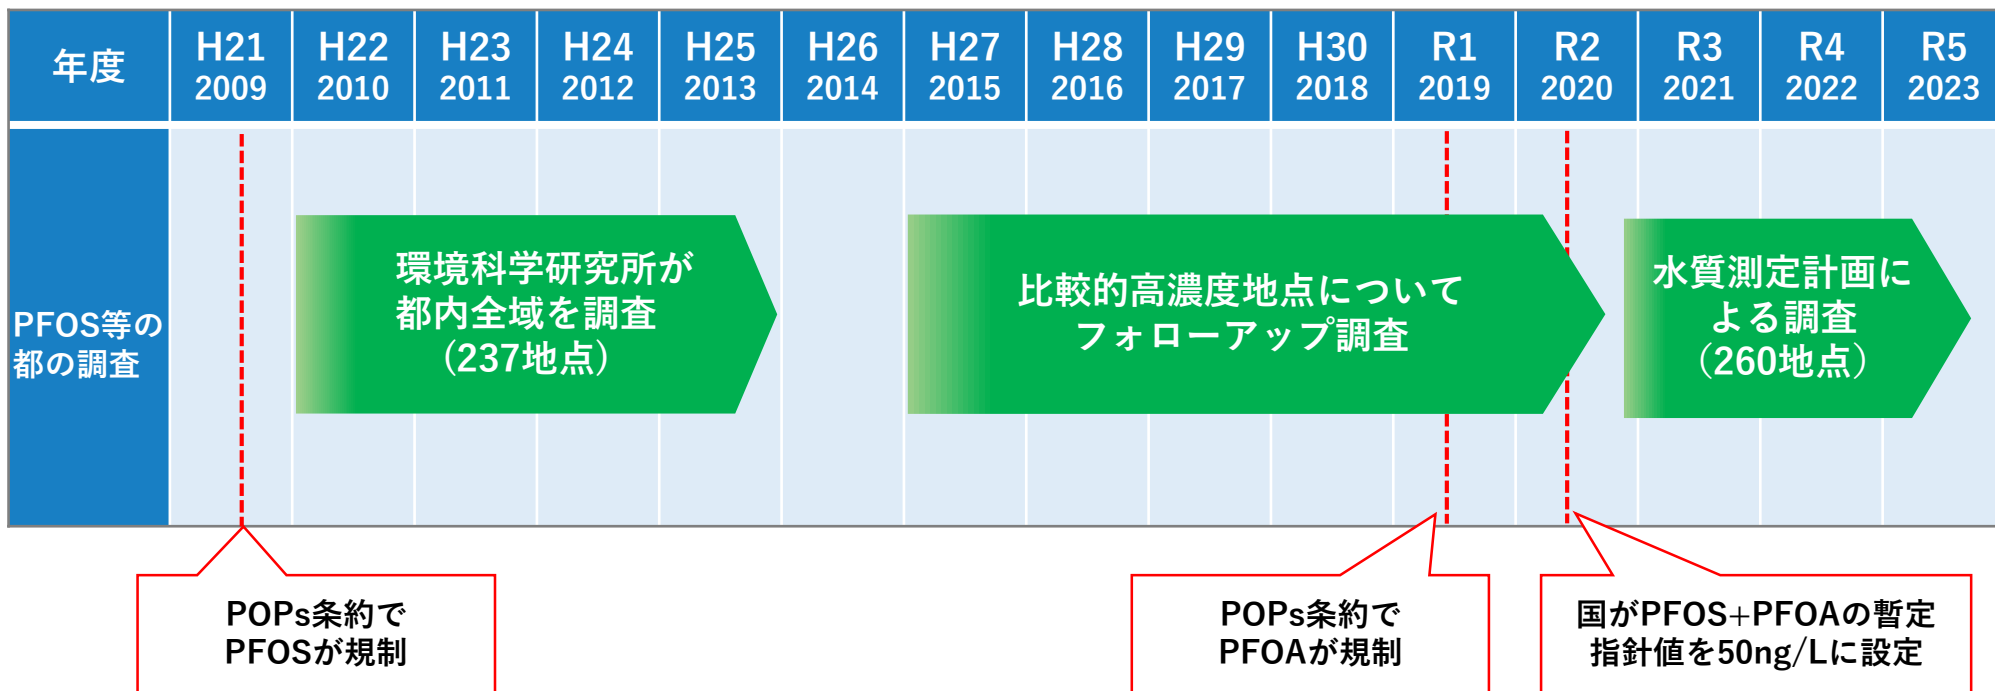 年度
H21
2009
H22
2010
H23
2011
H24
2012
H25
2013
H26
2014
H27
2015
H28
2016
H29
2017
H30
2018
R1
2019
R2
2020
R3
2021
R4
2022
R5
2023
PFOS等の
都の調査
環境科学研究所が
都内全域を調査
(237地点)
比較的高濃度地点について
フォローアップ調査
水質測定計画に
よる調査
(260地点)
POPs条約で
PFOSが規制
POPs条約で
PFOAが規制
国がPFOS+PFOAの暫定
指針値を50ng/Lに設定